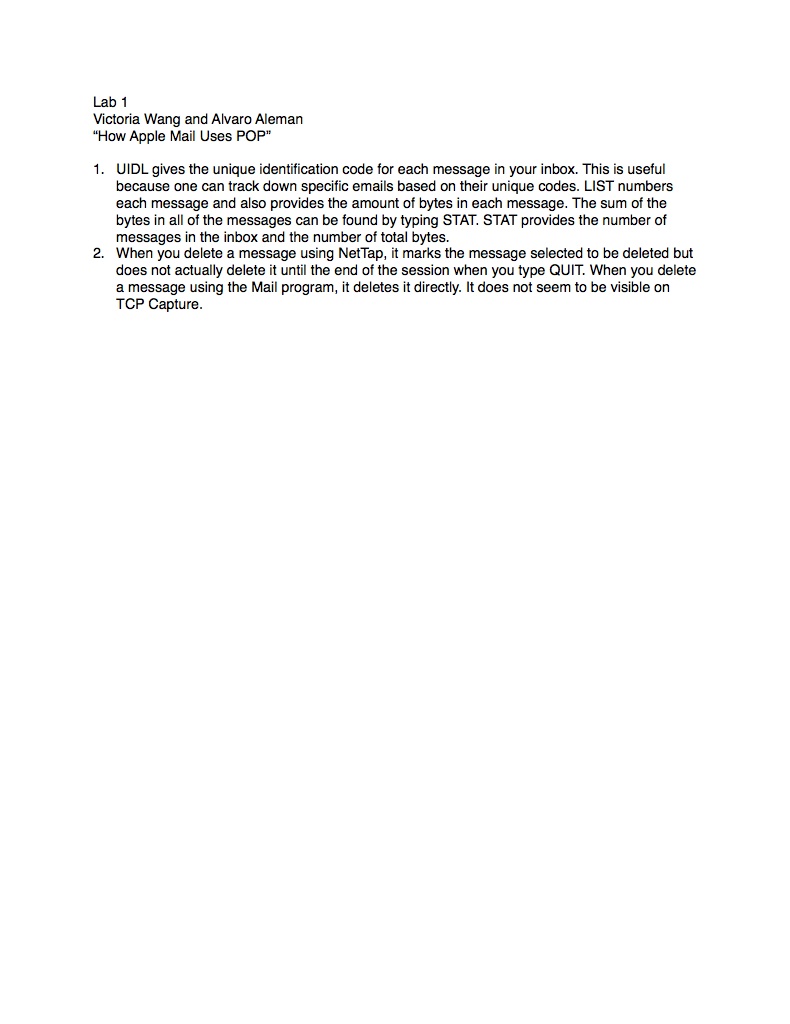 Lab 1
Victoria Wang and Alvaro Aleman
“How Apple Mail Uses POP”
1. UIDL gives the unique identification code for each message in your inbox. This is useful
because one can track down specific emails based on their unique codes. LIST numbers
each message and also provides the amount of bytes in each message. The sum of the
bytes in all of the messages can be found by typing STAT. STAT provides the number of
messages in the inbox and the number of total bytes.
2. When you delete a message using NetTap, it marks the message selected to be deleted but
does not actually delete it until the end of the session when you type QUIT. When you delete
a message using the Mail program, it deletes it directly. It does not seem to be visible on
TCP Capture.